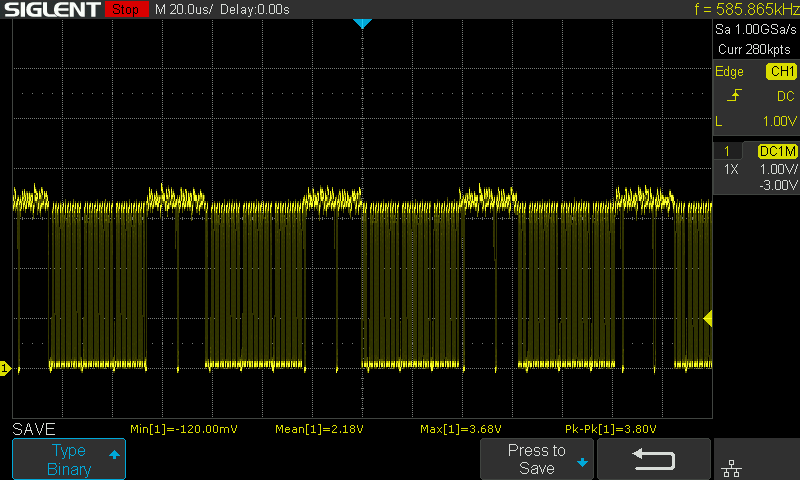 SIGLENT Stop M 20.0us/ Delay:0.00s f = 585.865kHz
Sa 1.00GSa/s
Curr 280kpts
Edge CH1
DC
L 1.00V
1 DC1M
1X 1.00V/
-3.00V
1
SAVE Min[1]=-120.00mV Mean[1]=2.18V Max[1]=3.68V Pk-Pk[1]=3.80V
Type
Binary
Press to
Save